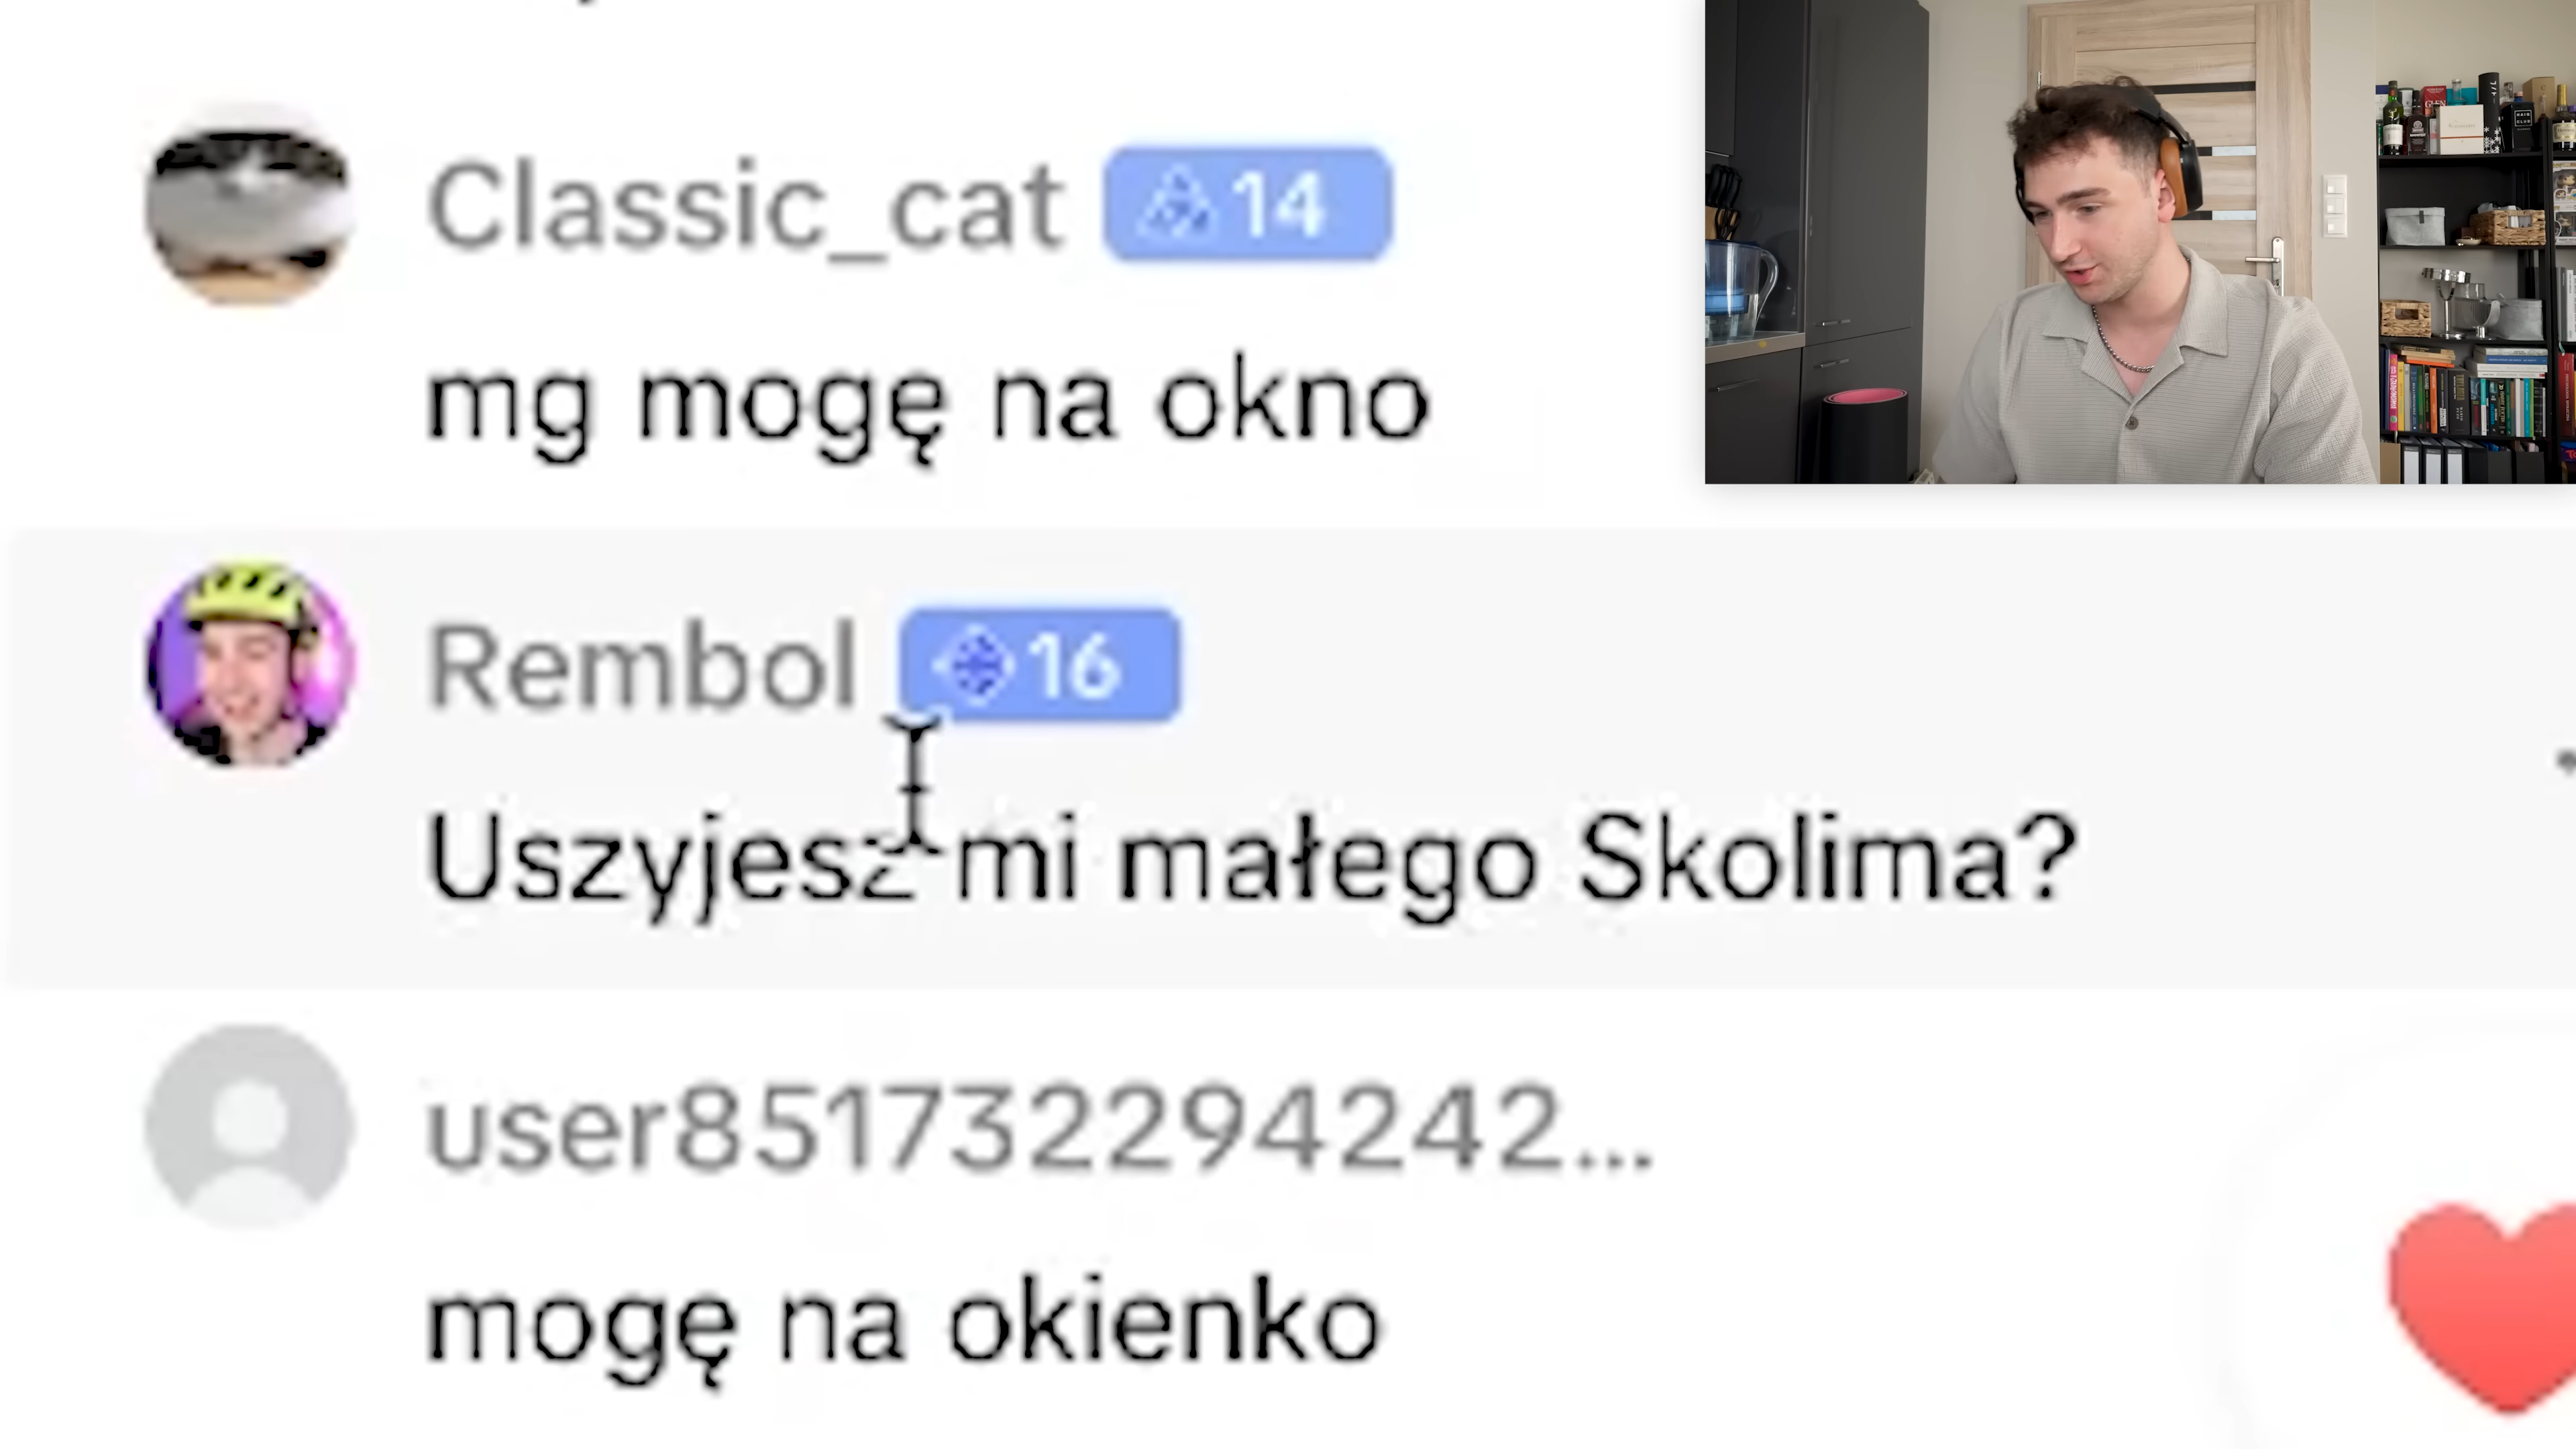 Classic_cat 14
mg mogę na okno
Rembol 16
Uszyjesz mi małego Skolima?
user851732294242...
mogę na okienko